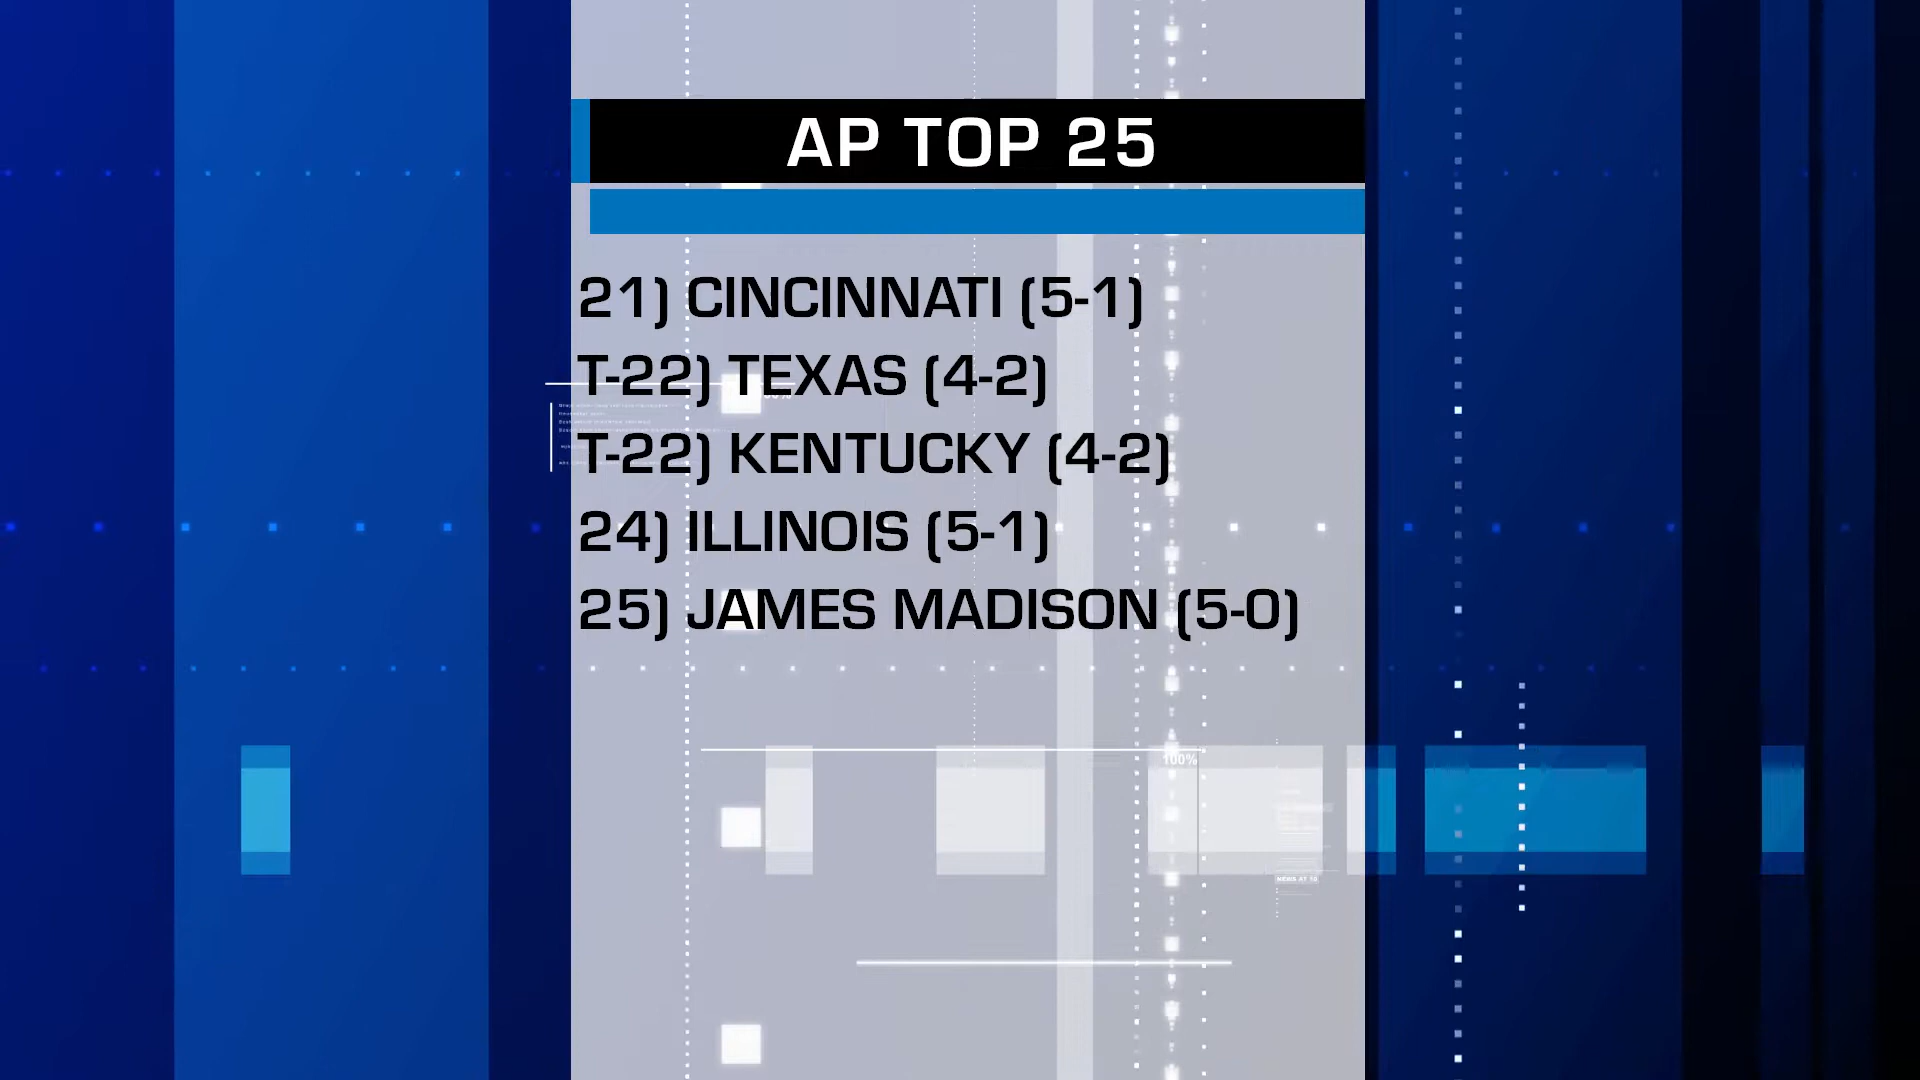 AP TOP 25
21) CINCINNATI (5-1)
T-22) TEXAS (4-2)
T-22) KENTUCKY (4-2)
24) ILLINOIS (5-1)
25) JAMES MADISON (5-0)
100%